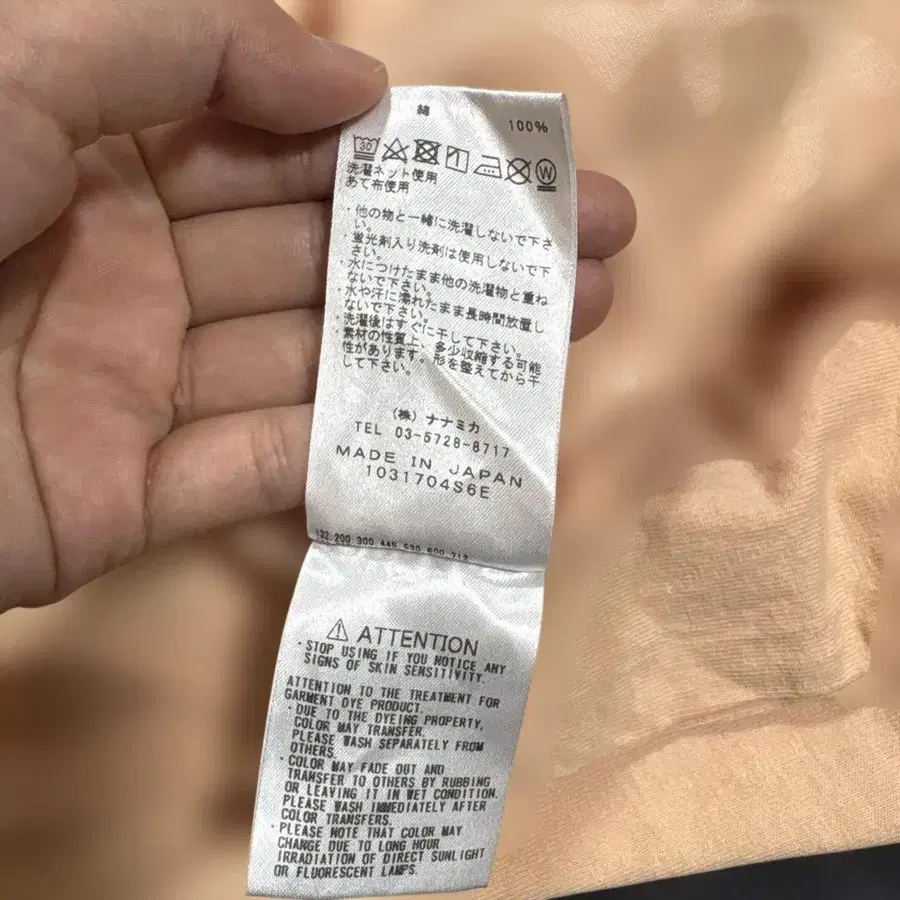 綿 100%
30 W
洗濯ネット使用
あて布使用
・他の物と一緒に洗濯しないで下さ
い。
・蛍光剤入り洗剤は使用しないで下
さい。
・水につけたまま他の洗濯物と重ね
ないで下さい。
・水や汗に濡れたまま長時間放置し
ないで下さい。
・洗濯後はすぐに干して下さい。
・素材の性質上、多少収縮する可能
性があります。形を整えてから干
して下さい。
(株) ナナミカ
TEL 03-5728-8717
MADE IN JAPAN
1031704S6E
132 200 300 445 530 600 712
ATTENTION
・STOP USING IF YOU NOTICE ANY
SIGNS OF SKIN SENSITIVITY.
ATTENTION TO THE TREATMENT FOR
GARMENT DYE PRODUCT.
・DUE TO THE DYEING PROPERTY,
COLOR MAY TRANSFER.
PLEASE WASH SEPARATELY FROM
OTHERS.
・COLOR MAY FADE OUT AND
TRANSFER TO OTHERS BY RUBBING
OR LEAVING IT IN WET CONDITION.
PLEASE WASH IMMEDIATELY AFTER
COLOR TRANSFERS.
・PLEASE NOTE THAT COLOR MAY
CHANGE DUE TO LONG HOUR
IRRADIATION OF DIRECT SUNLIGHT
OR FLUORESCENT LAMPS.